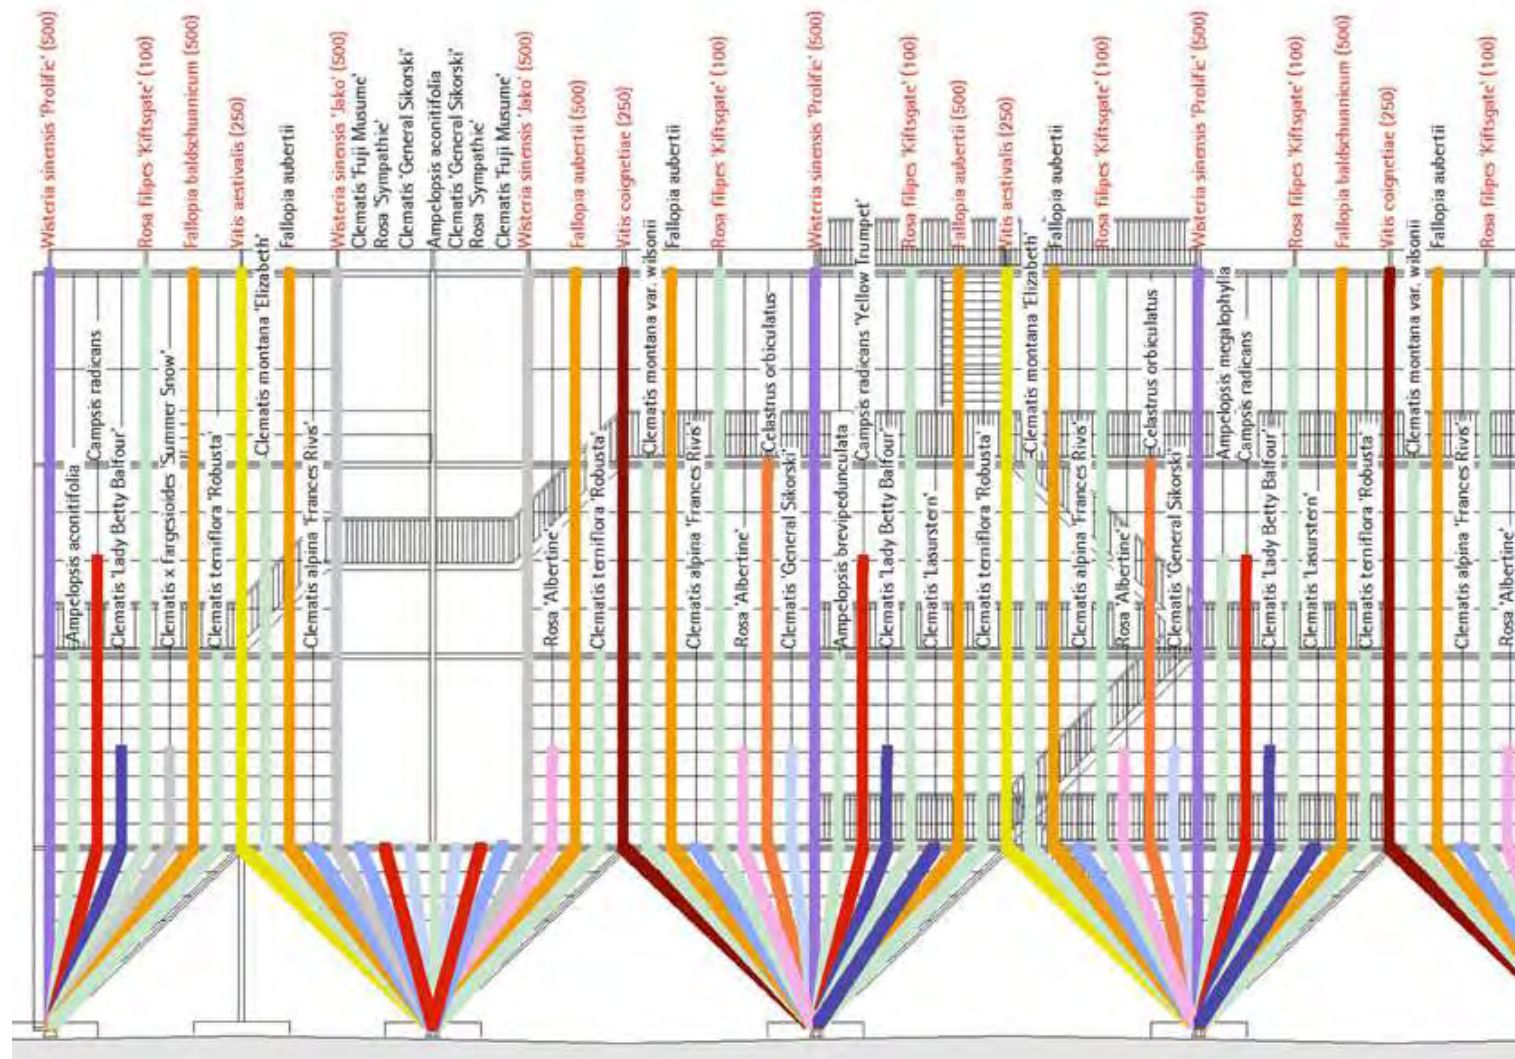 Wisteria sinensis 'Prolific' (500)
Ampelopsis aconitifolia
Campsis radicans
Clematis 'Lady Betty Balfour'
Rosa filipes 'Kiftsgate' (100)
Clematis x fargesioides 'Summer Snow'
Fallopia baldschuanicum (500)
Clematis terniflora 'Robusta'
Vitis aestivalis (250)
Clematis montana 'Elizabeth'
Fallopia aubertii
Clematis alpina 'Frances Rivis'
Wisteria sinensis 'Jako' (500)
Clematis 'Fuji Musume'
Rosa 'Sympathie'
Clematis 'General Sikorski'
Ampelopsis aconitifolia
Clematis 'General Sikorski'
Rosa 'Sympathie'
Clematis 'Fuji Musume'
Wisteria sinensis 'Jako' (500)
Rosa 'Albertine'
Fallopia aubertii (500)
Clematis terniflora 'Robusta'
Vitis coignetiae (250)
Clematis montana var. wilsonii
Fallopia aubertii
Clematis alpina 'Frances Rivis'
Rosa filipes 'Kiftsgate' (100)
Rosa 'Albertine'
Celastrus orbiculatus
Clematis 'General Sikorski'
Wisteria sinensis 'Prolific' (500)
Ampelopsis brevipedunculata
Campsis radicans 'Yellow Trumpet'
Clematis 'Lady Betty Balfour'
Rosa filipes 'Kiftsgate' (100)
Clematis 'Lasurstern'
Fallopia aubertii (500)
Clematis terniflora 'Robusta'
Vitis aestivalis (250)
Clematis montana 'Elizabeth'
Fallopia aubertii
Clematis alpina 'Frances Rivis'
Rosa filipes 'Kiftsgate' (100)
Rosa 'Albertine'
Celastrus orbiculatus
Clematis 'General Sikorski'
Wisteria sinensis 'Prolific' (500)
Ampelopsis megalophylla
Campsis radicans
Clematis 'Lady Betty Balfour'
Rosa filipes 'Kiftsgate' (100)
Clematis 'Lasurstern'
Fallopia baldschuanicum (500)
Clematis terniflora 'Robusta'
Vitis coignetiae (250)
Clematis montana var. wilsonii
Fallopia aubertii
Clematis alpina 'Frances Rivis'
Rosa filipes 'Kiftsgate' (100)
Rosa 'Albertine'